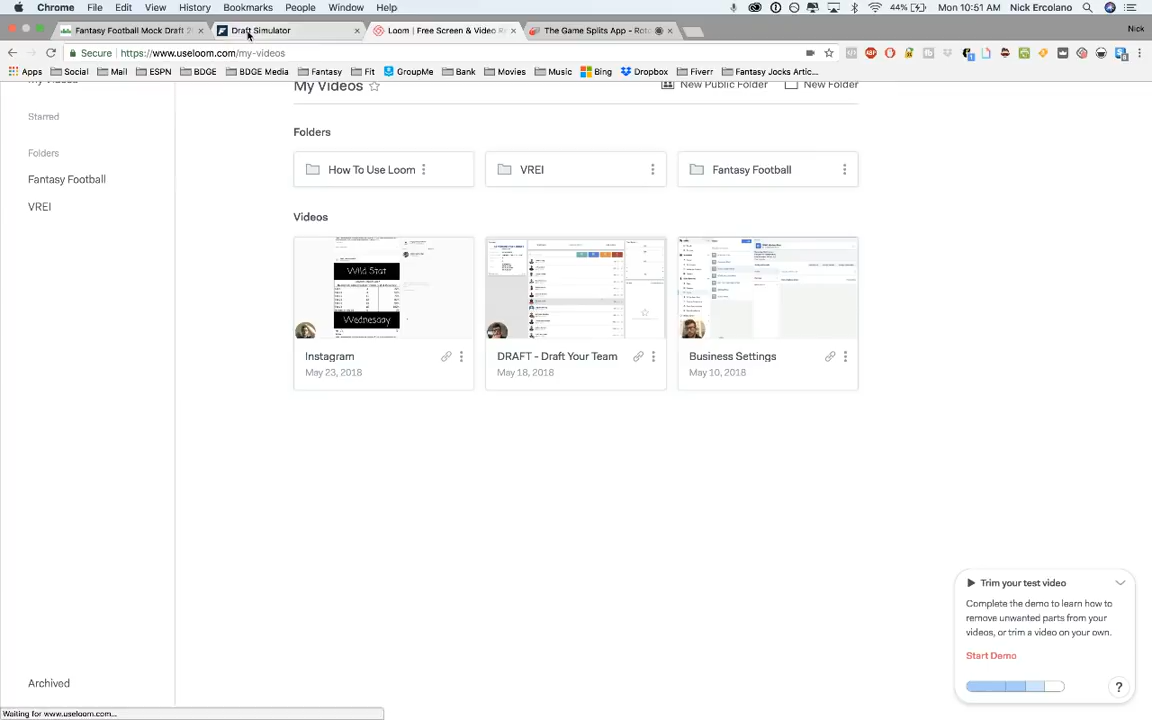 Chrome File Edit View History Bookmarks People Window Help 44% Mon 10:51 AM Nick Ercolano
Fantasy Football Mock Draft 2 Draft Simulator Loom | Free Screen & Video R The Game Splits App - Roto Nick
Secure https://www.useloom.com/my-videos
Apps Social Mail ESPN BDGE BDGE Media Fantasy Fit GroupMe Bank Movies Music Bing Dropbox Fiverr Fantasy Jocks Artic...
My Videos New Public Folder New Folder
Starred
Folders
Folders
Fantasy Football
How To Use Loom VREI Fantasy Football
VREI
Videos
Wild Stat
Wednesday
Instagram DRAFT - Draft Your Team Business Settings
May 23, 2018 May 18, 2018 May 10, 2018
Trim your test video
Complete the demo to learn how to
remove unwanted parts from your
videos, or trim a video on your own.
Start Demo
?
Archived
Waiting for www.useloom.com...